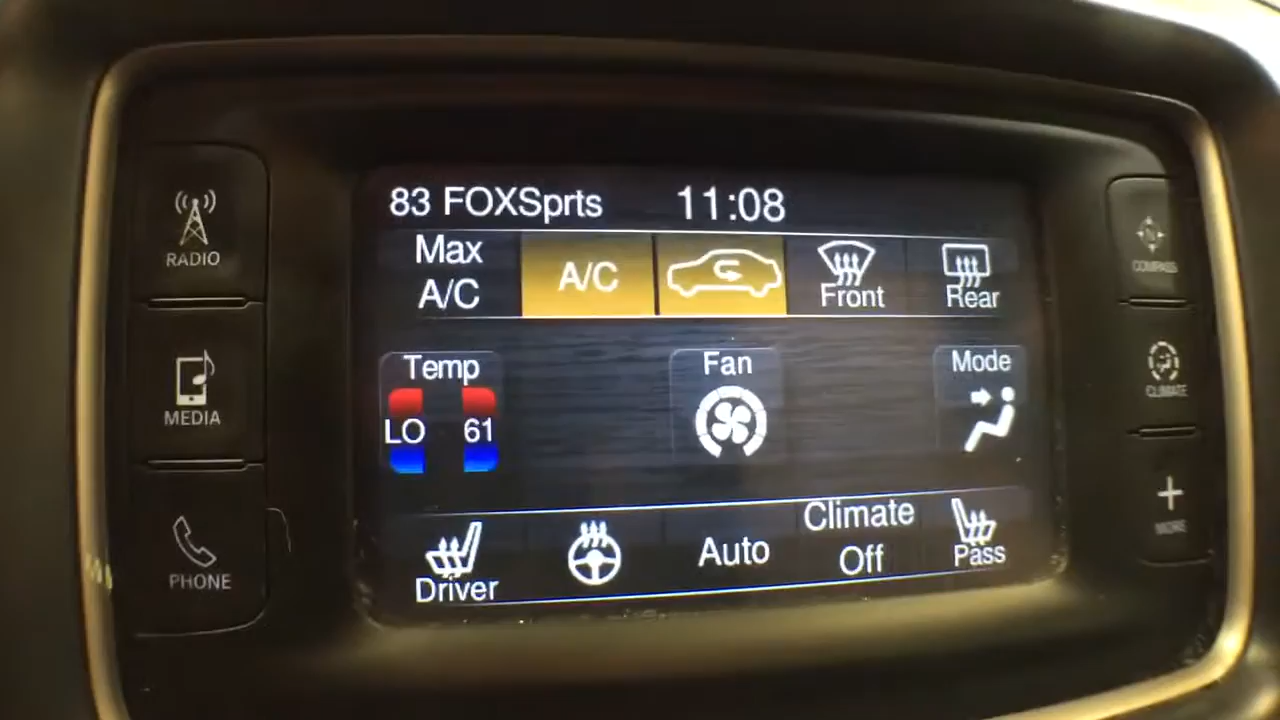 83 FOXSprts 11:08
Max A/C
A/C
Front
Rear
Temp
LO 61
Fan
Mode
Driver
Auto
Climate Off
Pass
RADIO
MEDIA
PHONE
COMPASS
CLIMATE
MORE